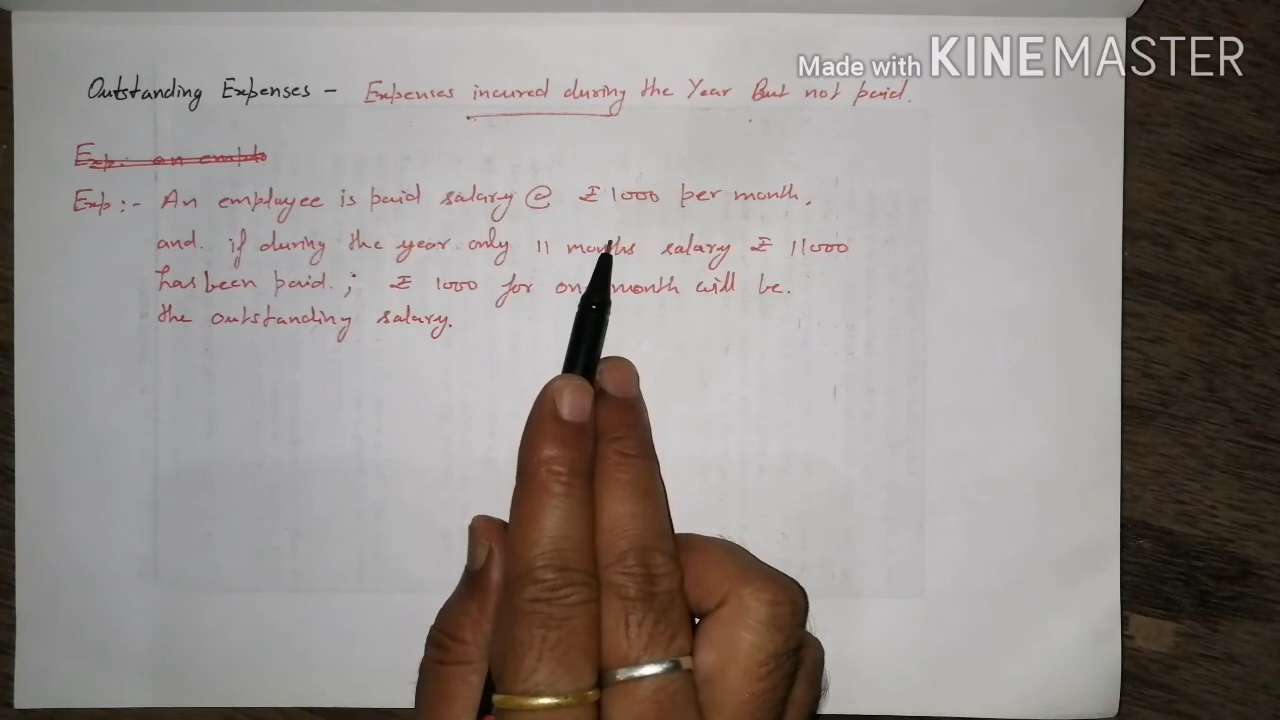 Made with KINEMASTER
Outstanding Expenses - Expenses incured during the Year But not paid.
Exp:- An employee is paid salary @ ₹ 1000 per month,
and. if during the year only 11 months salary ₹ 11000
has been paid.; ₹ 1000 for one month will be.
the outstanding salary.